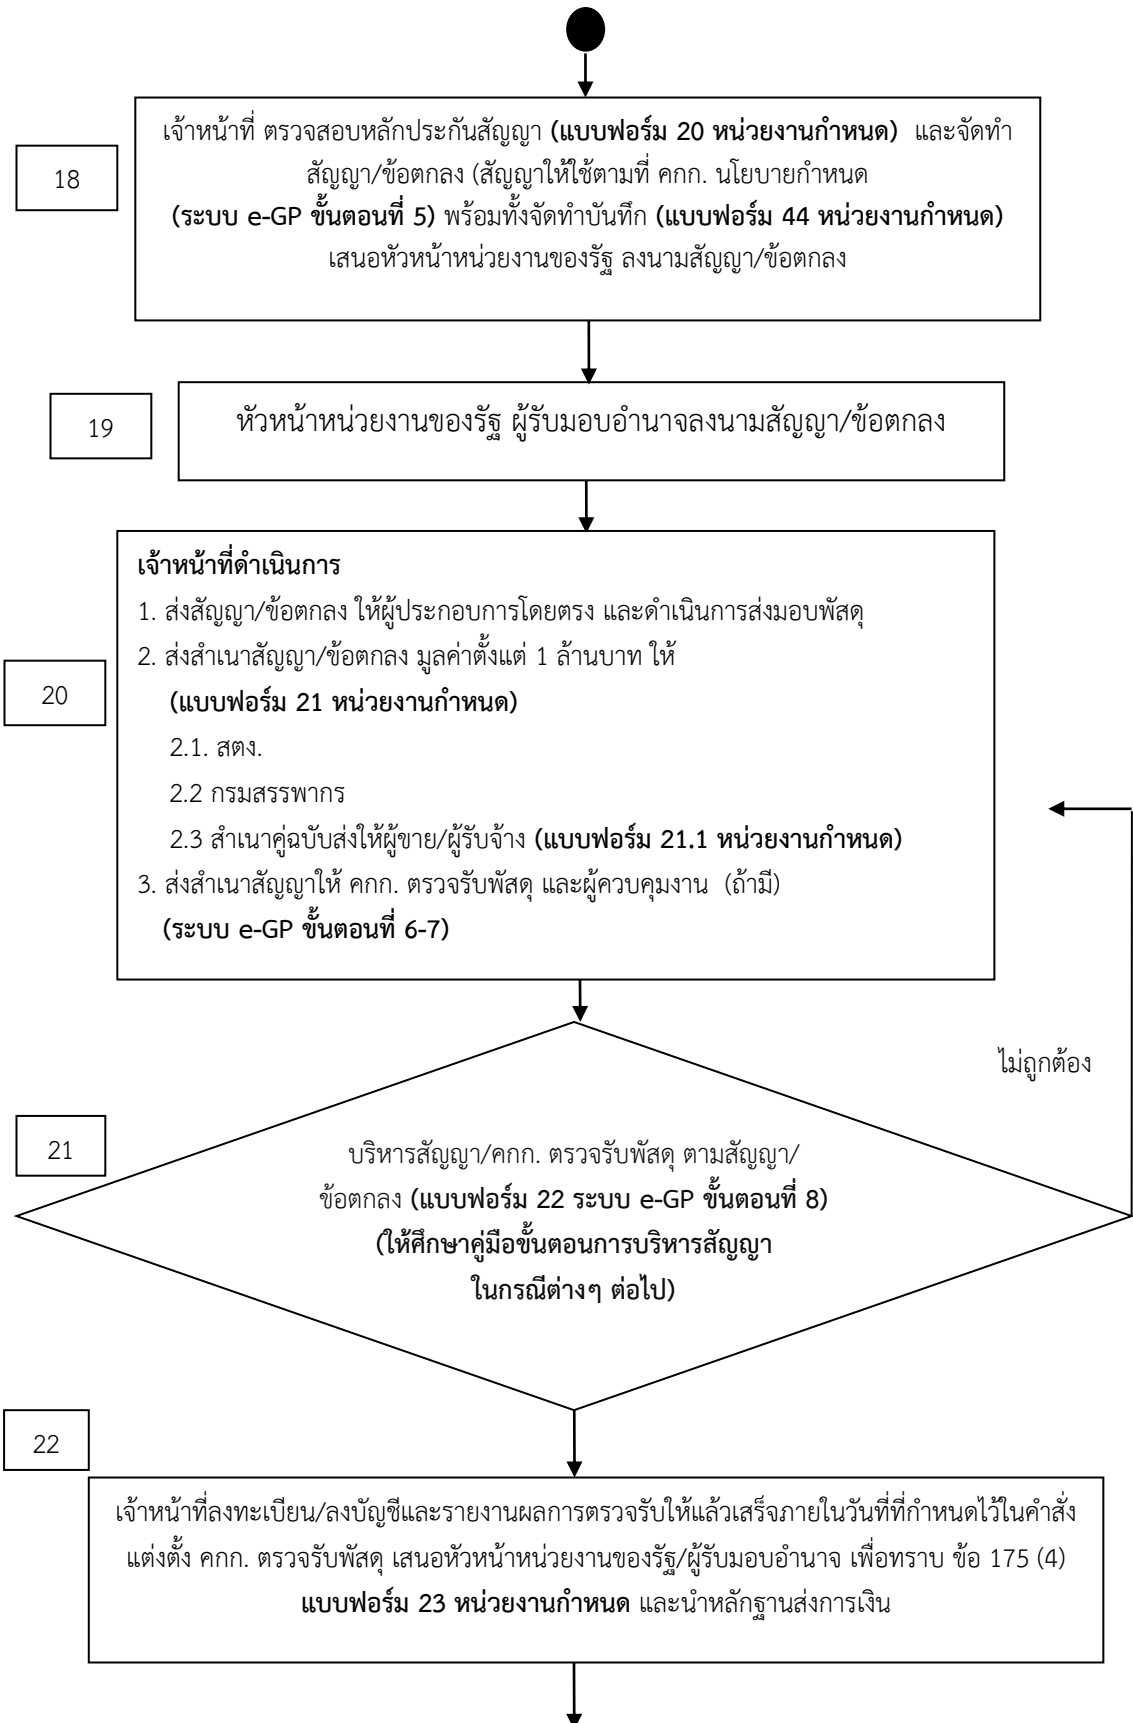 18
เจ้าหน้าที่ ตรวจสอบหลักประกันสัญญา (แบบฟอร์ม 20 หน่วยงานกำหนด) และจัดทำ
สัญญา/ข้อตกลง (สัญญาให้ใช้ตามที่ คกก. นโยบายกำหนด
(ระบบ e-GP ขั้นตอนที่ 5) พร้อมทั้งจัดทำบันทึก (แบบฟอร์ม 44 หน่วยงานกำหนด)
เสนอหัวหน้าหน่วยงานของรัฐ ลงนามสัญญา/ข้อตกลง
19
หัวหน้าหน่วยงานของรัฐ ผู้รับมอบอำนาจลงนามสัญญา/ข้อตกลง
20
เจ้าหน้าที่ดำเนินการ
1. ส่งสัญญา/ข้อตกลง ให้ผู้ประกอบการโดยตรง และดำเนินการส่งมอบพัสดุ
2. ส่งสำเนาสัญญา/ข้อตกลง มูลค่าตั้งแต่ 1 ล้านบาท ให้
(แบบฟอร์ม 21 หน่วยงานกำหนด)
2.1. สตง.
2.2 กรมสรรพากร
2.3 สำเนาคู่ฉบับส่งให้ผู้ขาย/ผู้รับจ้าง (แบบฟอร์ม 21.1 หน่วยงานกำหนด)
3. ส่งสำเนาสัญญาให้ คกก. ตรวจรับพัสดุ และผู้ควบคุมงาน (ถ้ามี)
(ระบบ e-GP ขั้นตอนที่ 6-7)
ไม่ถูกต้อง
21
บริหารสัญญา/คกก. ตรวจรับพัสดุ ตามสัญญา/
ข้อตกลง (แบบฟอร์ม 22 ระบบ e-GP ขั้นตอนที่ 8)
(ให้ศึกษาคู่มือขั้นตอนการบริหารสัญญา
ในกรณีต่างๆ ต่อไป)
22
เจ้าหน้าที่ลงทะเบียน/ลงบัญชีและรายงานผลการตรวจรับให้แล้วเสร็จภายในวันที่ที่กำหนดไว้ในคำสั่ง
แต่งตั้ง คกก. ตรวจรับพัสดุ เสนอหัวหน้าหน่วยงานของรัฐ/ผู้รับมอบอำนาจ เพื่อทราบ ข้อ 175 (4)
แบบฟอร์ม 23 หน่วยงานกำหนด และนำหลักฐานส่งการเงิน